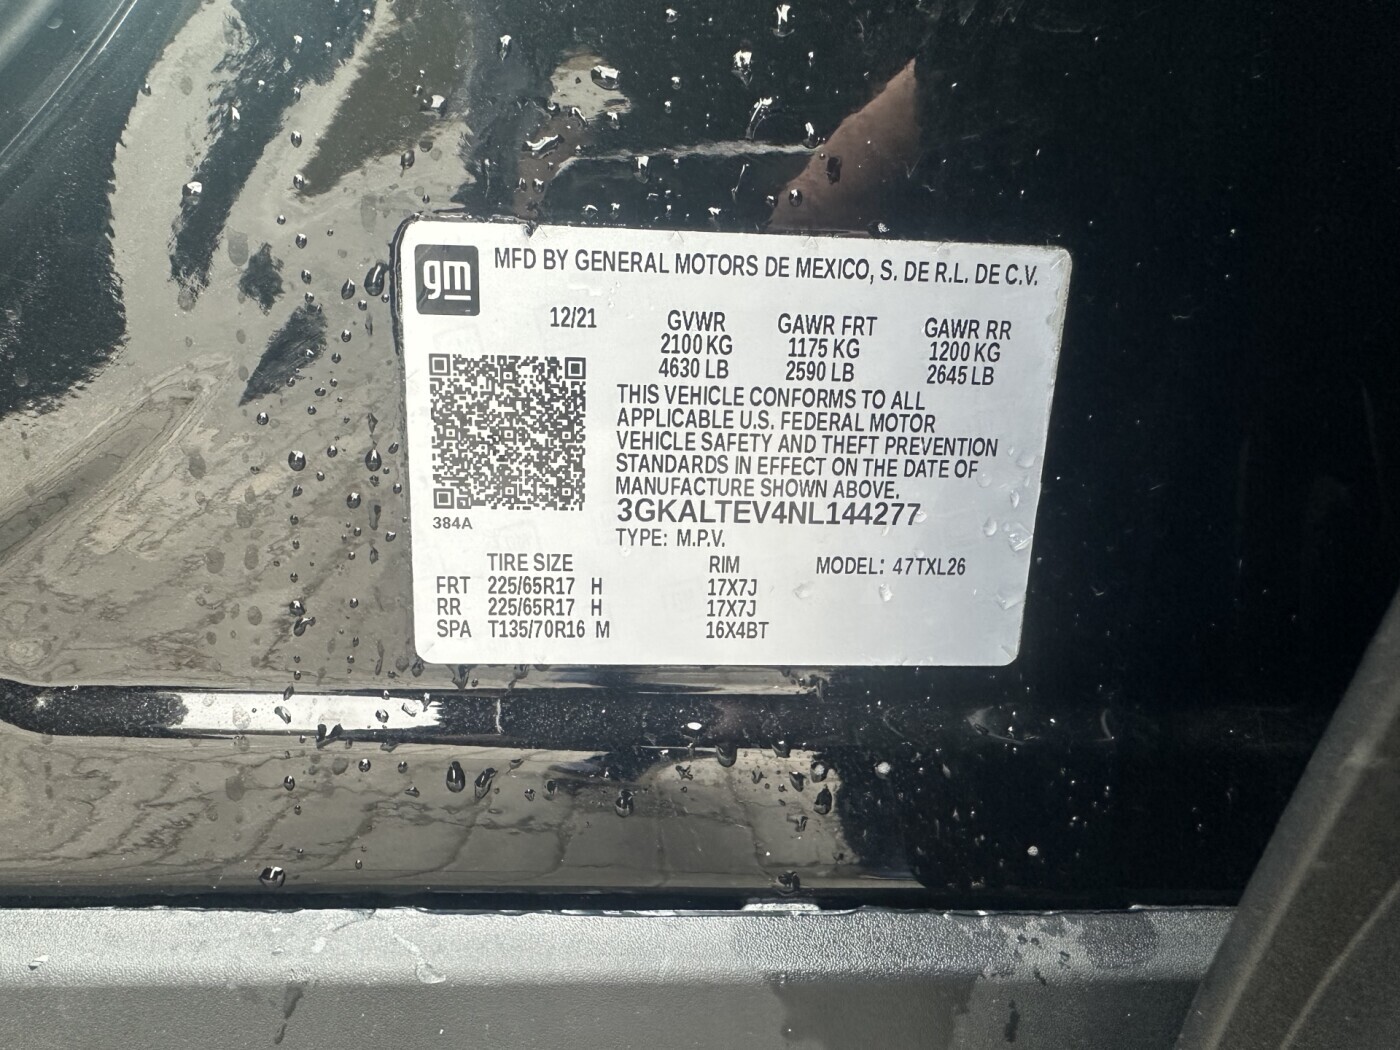 gm
MFD BY GENERAL MOTORS DE MEXICO, S. DE R.L. DE C.V.
12/21 GVWR GAWR FRT GAWR RR
2100 KG 1175 KG 1200 KG
4630 LB 2590 LB 2645 LB
THIS VEHICLE CONFORMS TO ALL
APPLICABLE U.S. FEDERAL MOTOR
VEHICLE SAFETY AND THEFT PREVENTION
STANDARDS IN EFFECT ON THE DATE OF
MANUFACTURE SHOWN ABOVE.
3GKALTEV4NL144277
384A
TYPE: M.P.V.
TIRE SIZE RIM MODEL: 47TXL26
FRT 225/65R17 H 17X7J
RR 225/65R17 H 17X7J
SPA T135/70R16 M 16X4BT